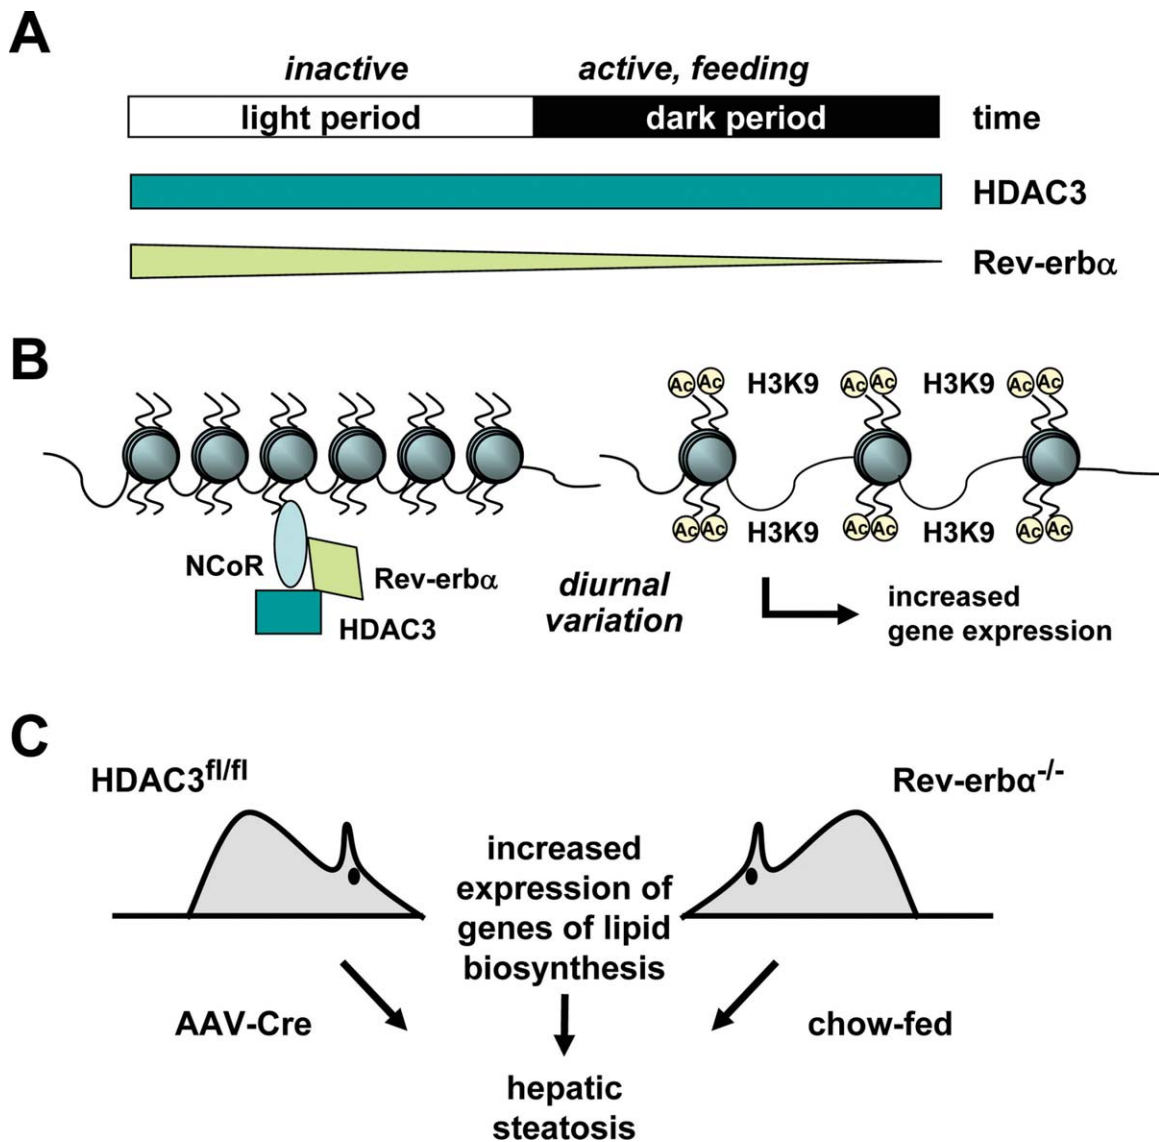 A
inactive
active, feeding
light period
dark period
time
HDAC3
Rev-erbα
B
Ac Ac
H3K9
Ac Ac
H3K9
Ac Ac
Ac Ac
H3K9
Ac Ac
H3K9
Ac Ac
NCoR
Rev-erbα
HDAC3
diurnal
variation
increased
gene expression
C
HDAC3fl/fl
Rev-erbα-/-
increased
expression of
genes of lipid
biosynthesis
AAV-Cre
chow-fed
hepatic
steatosis